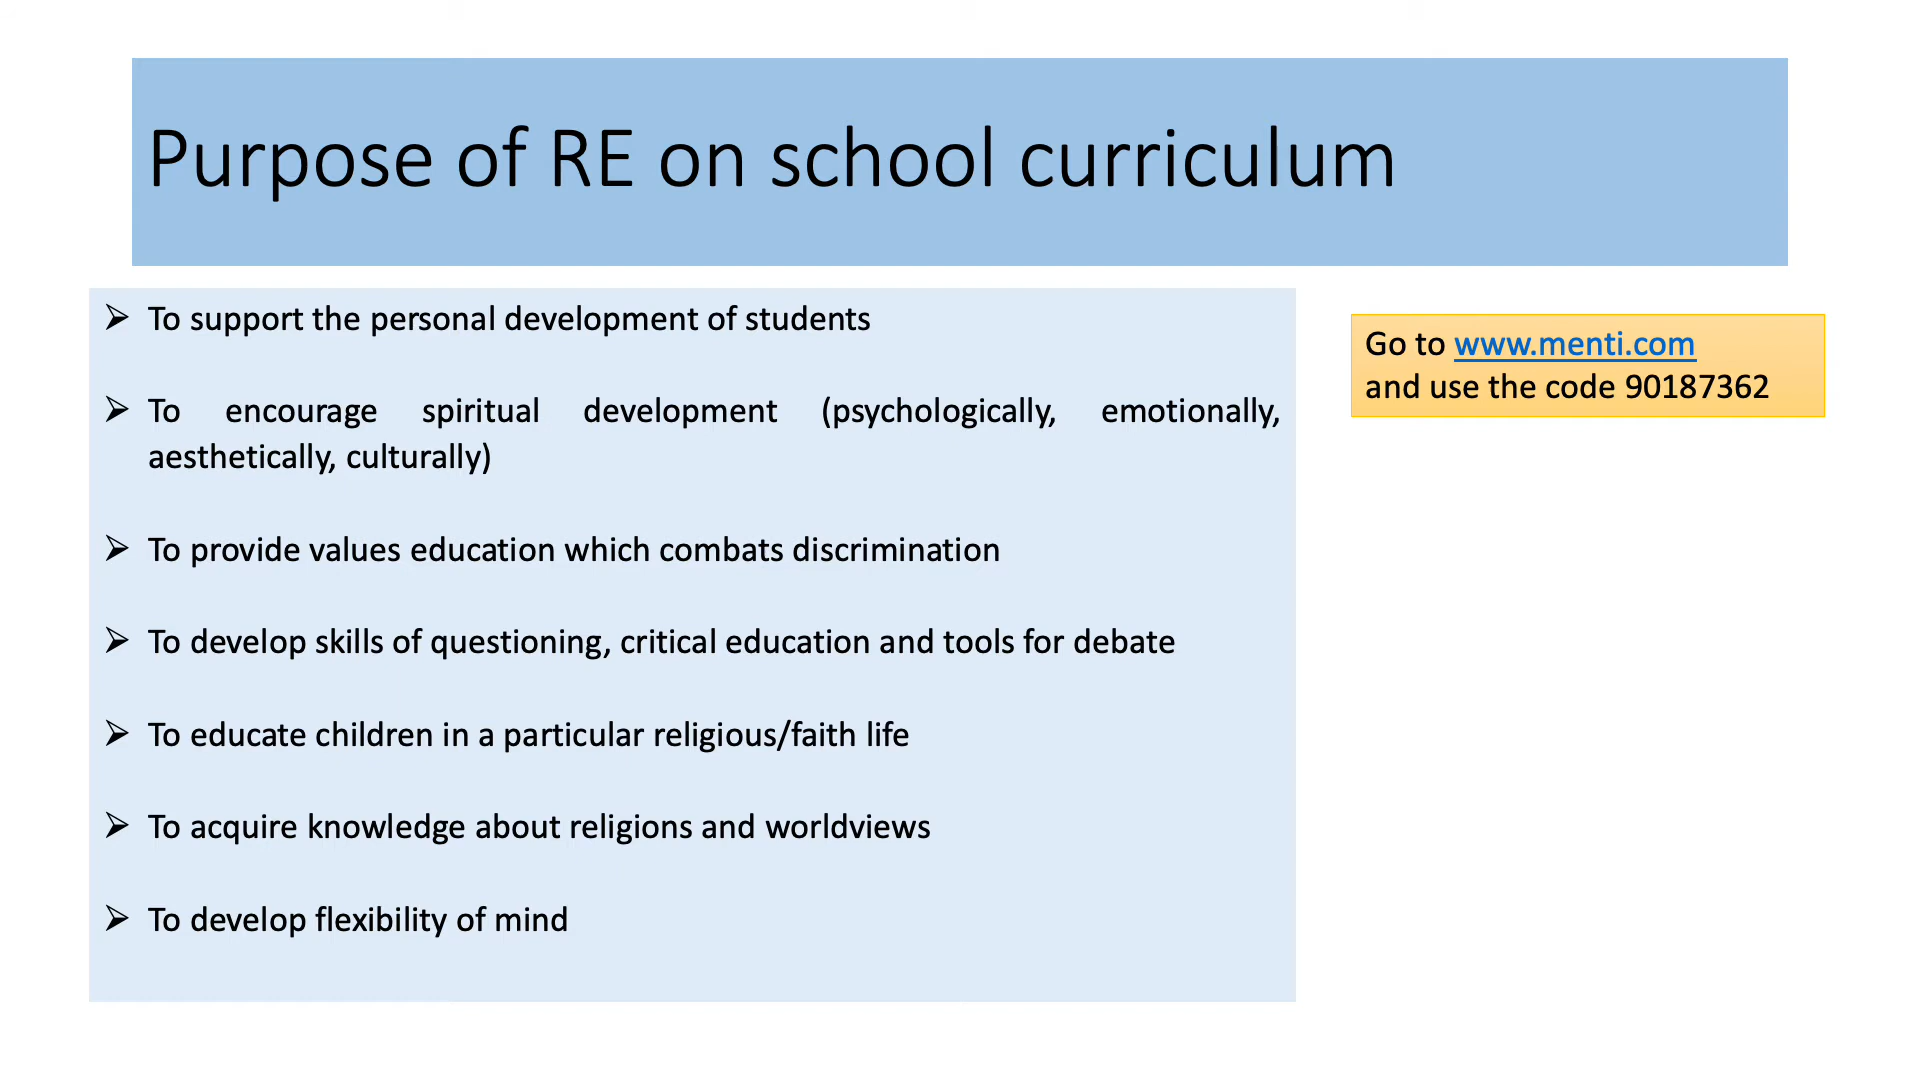 Purpose of RE on school curriculum
➢ To support the personal development of students
➢ To encourage spiritual development (psychologically, emotionally,
aesthetically, culturally)
➢ To provide values education which combats discrimination
➢ To develop skills of questioning, critical education and tools for debate
➢ To educate children in a particular religious/faith life
➢ To acquire knowledge about religions and worldviews
➢ To develop flexibility of mind
Go to www.menti.com
and use the code 90187362